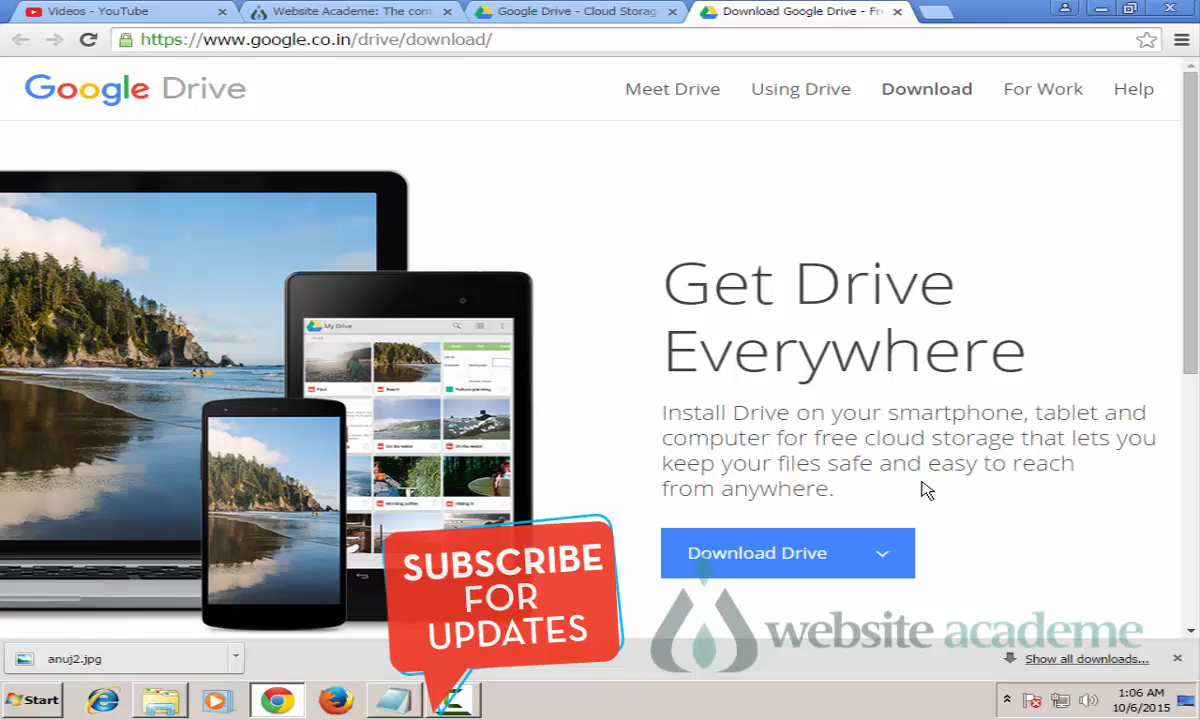 Videos - YouTube
Website Academe: The com
Google Drive - Cloud Storag
Download Google Drive - Fr
https://www.google.co.in/drive/download/
Google Drive
Meet Drive
Using Drive
Download
For Work
Help
My Drive
Get Drive
Everywhere
Install Drive on your smartphone, tablet and
computer for free cloud storage that lets you
keep your files safe and easy to reach
from anywhere.
Download Drive
SUBSCRIBE
FOR
UPDATES
website academe
anuj2.jpg
Show all downloads...
Start
1:06 AM
10/6/2015